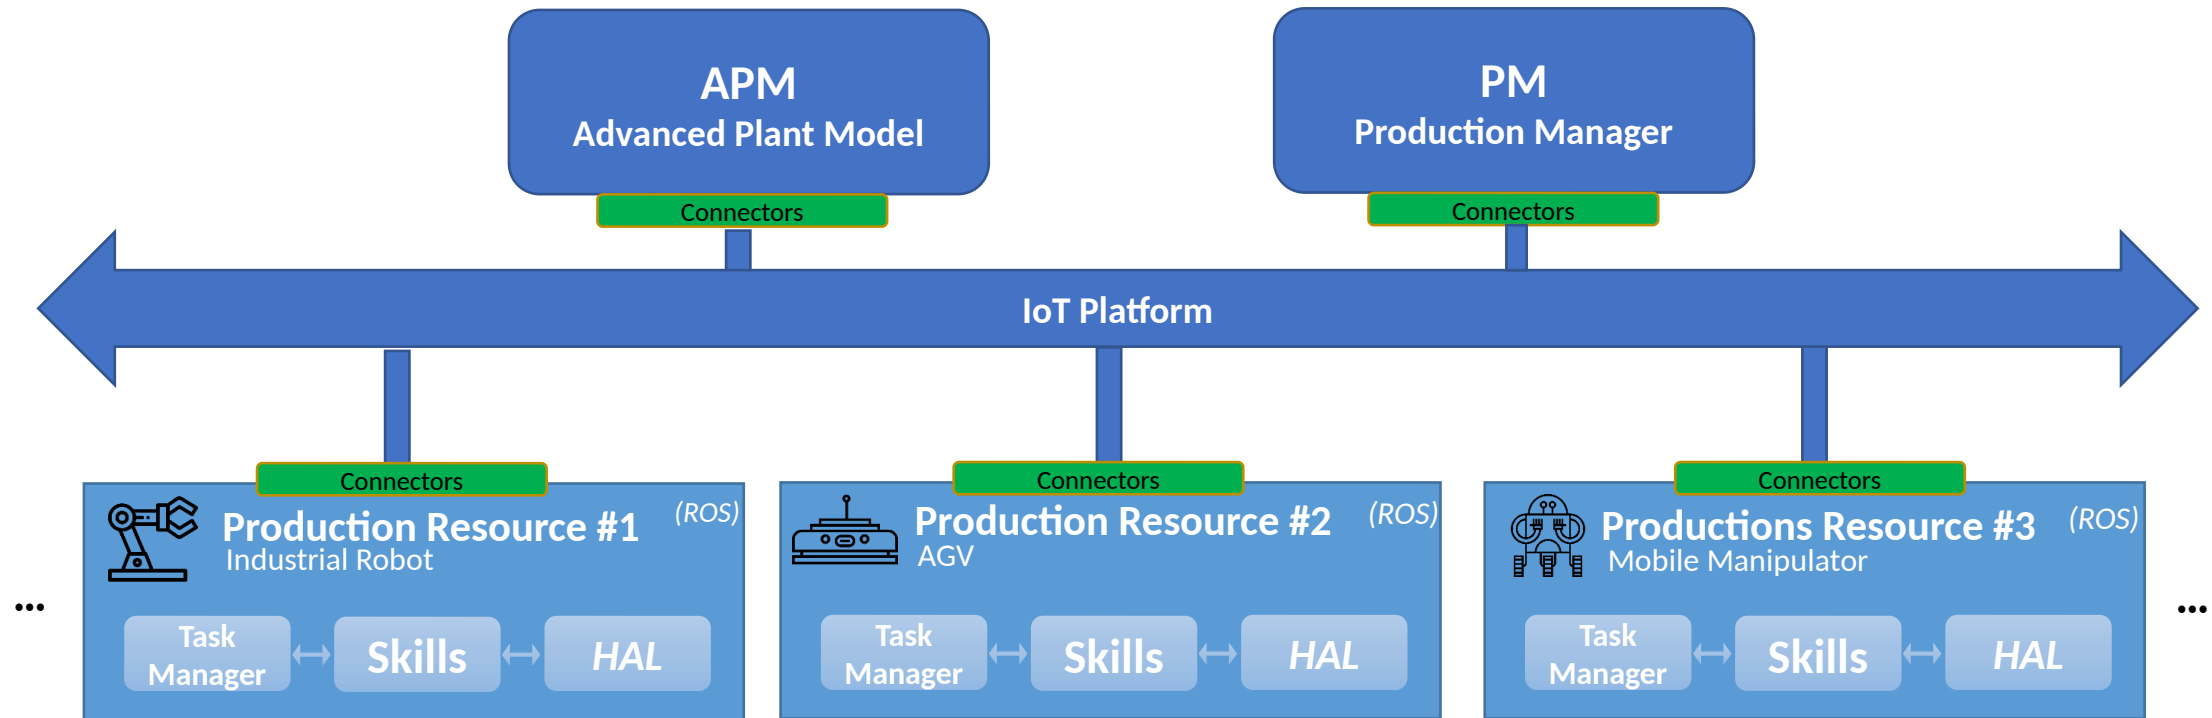 APM
Advanced Plant Model
Connectors
PM
Production Manager
Connectors
IoT Platform
Connectors
Production Resource #1
(ROS)
Industrial Robot
Task
Manager
Skills
HAL
Connectors
Production Resource #2
(ROS)
AGV
Task
Manager
Skills
HAL
Connectors
Productions Resource #3
(ROS)
Mobile Manipulator
Task
Manager
Skills
HAL
...
...